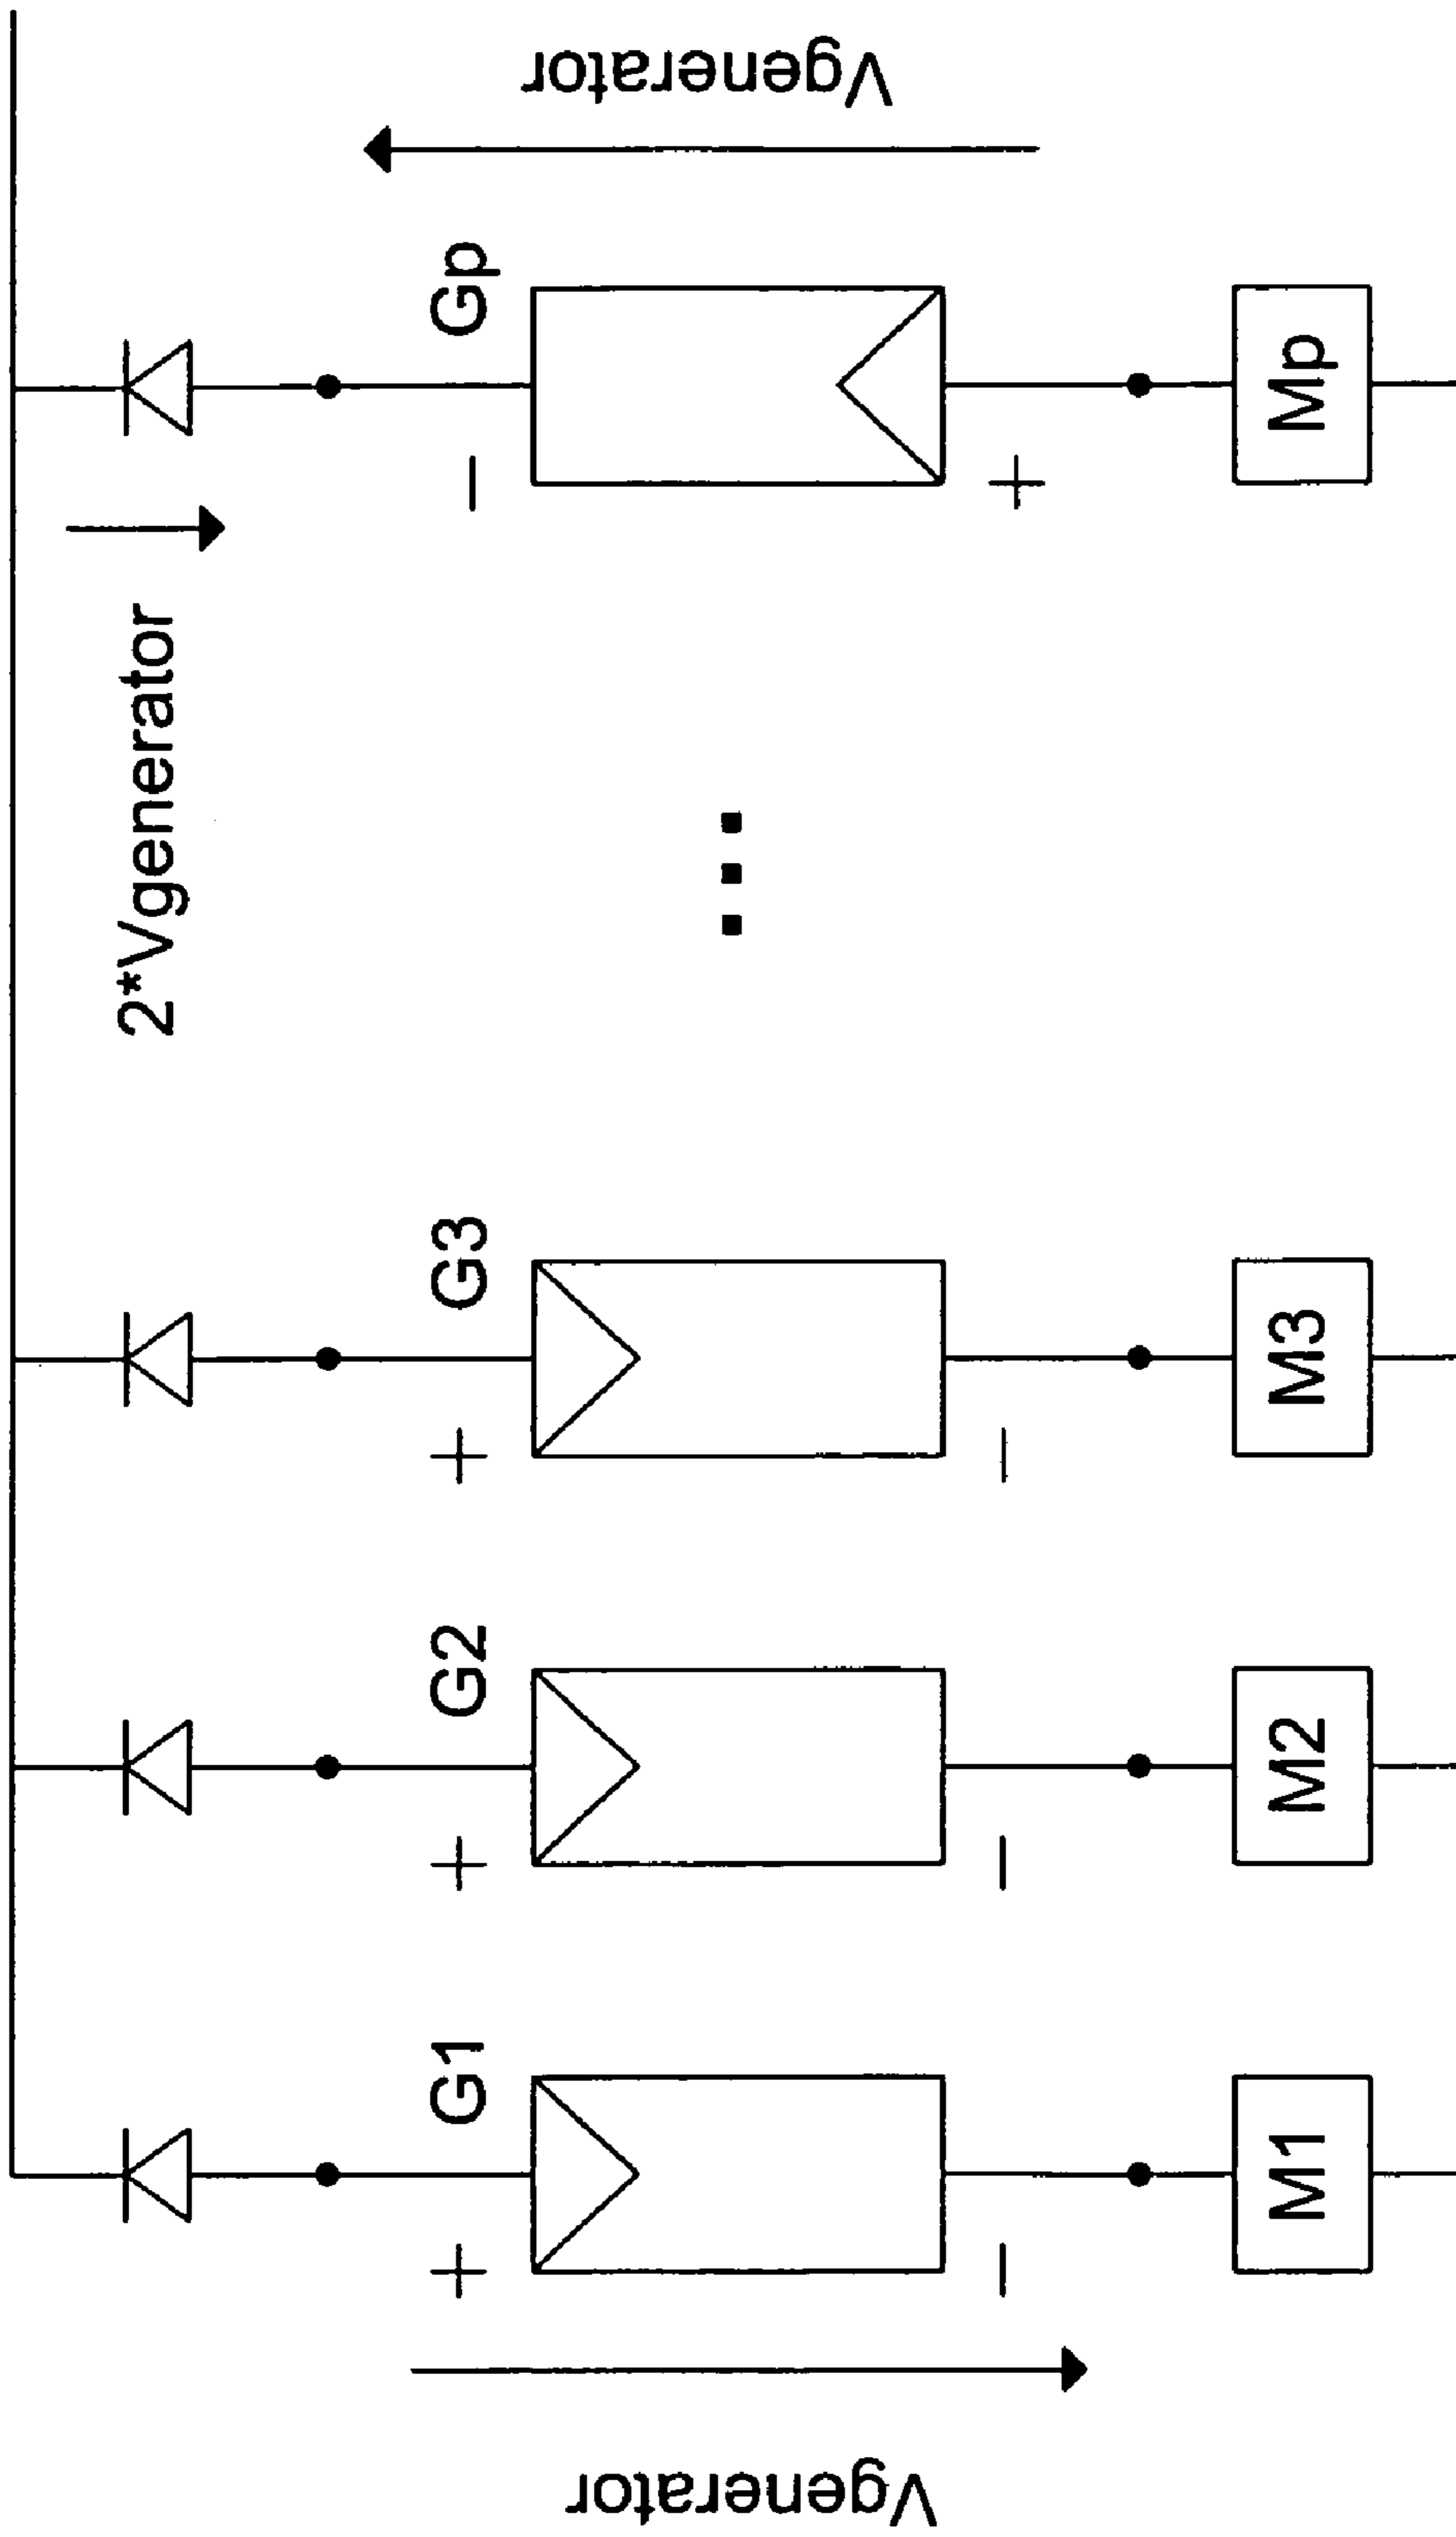 Vgenerator
Gp
− +
Mp
2*Vgenerator
G3
+ −
M3
G2
+ −
M2
G1
+ −
M1
Vgenerator